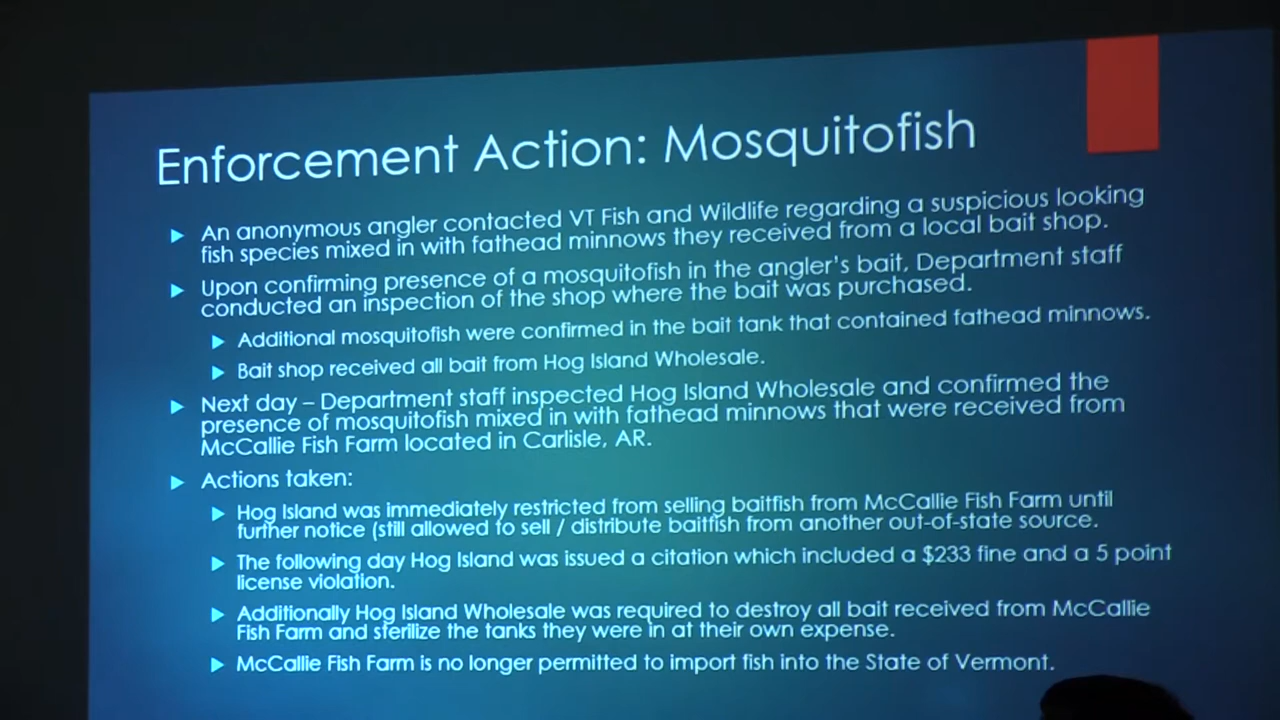 Enforcement Action: Mosquitofish
An anonymous angler contacted VT Fish and Wildlife regarding a suspicious looking
fish species mixed in with fathead minnows they received from a local bait shop.
Upon confirming presence of a mosquitofish in the angler's bait, Department staff
conducted an inspection of the shop where the bait was purchased.
Additional mosquitofish were confirmed in the bait tank that contained fathead minnows.
Bait shop received all bait from Hog Island Wholesale.
Next day – Department staff inspected Hog Island Wholesale and confirmed the
presence of mosquitofish mixed in with fathead minnows that were received from
McCallie Fish Farm located in Carlisle, AR.
Actions taken:
Hog Island was immediately restricted from selling baitfish from McCallie Fish Farm until
further notice (still allowed to sell / distribute baitfish from another out-of-state source.
The following day Hog Island was issued a citation which included a $233 fine and a 5 point
license violation.
Additionally Hog Island Wholesale was required to destroy all bait received from McCallie
Fish Farm and sterilize the tanks they were in at their own expense.
McCallie Fish Farm is no longer permitted to import fish into the State of Vermont.